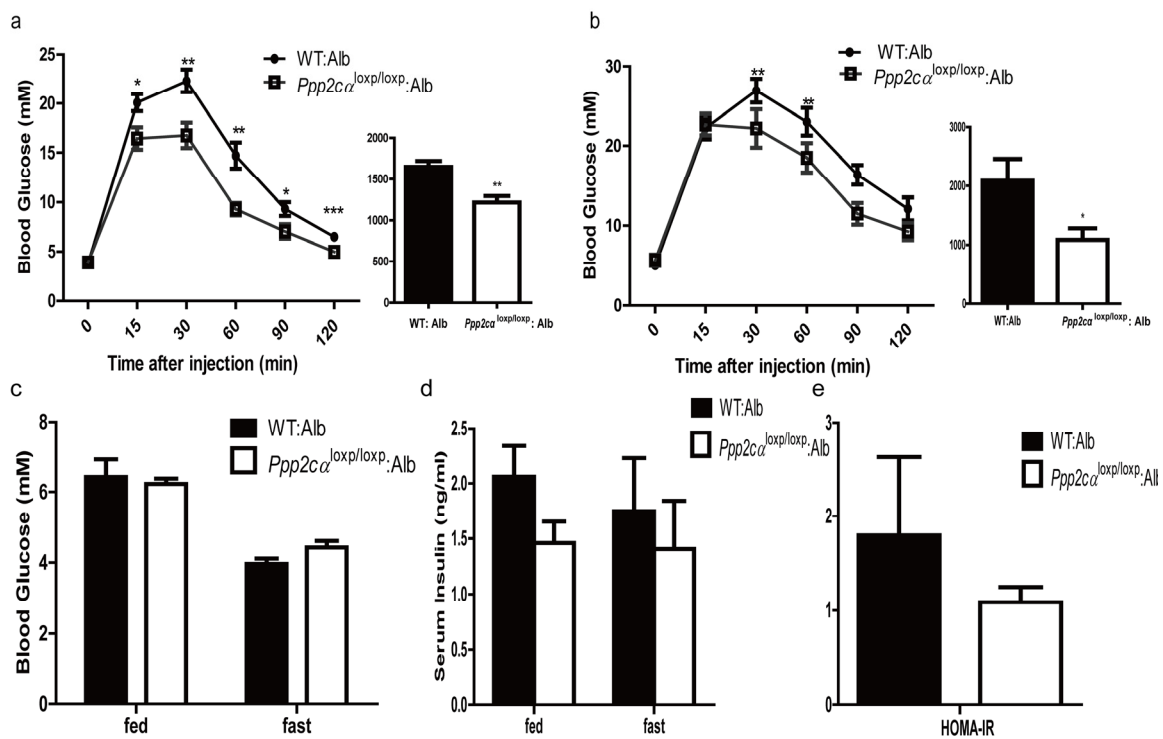 a
WT:Alb
Ppp2cα^loxp/loxp:Alb
Blood Glucose (mM)
25
20
15
10
5
0
*
**
**
*
***
0
15
30
60
90
120
Time after injection (min)
2000
1500
1000
500
0
**
WT: Alb
Ppp2cα^loxp/loxp: Alb
b
WT:Alb
Ppp2cα^loxp/loxp:Alb
Blood Glucose (mM)
30
20
10
0
**
**
0
15
30
60
90
120
Time after injection (min)
3000
2000
1000
0
*
WT:Alb
Ppp2cα^loxp/loxp: Alb
c
WT:Alb
Ppp2cα^loxp/loxp:Alb
Blood Glucose (mM)
8
6
4
2
0
fed
fast
d
WT:Alb
Ppp2cα^loxp/loxp:Alb
Serum Insulin (ng/ml)
2.5
2.0
1.5
1.0
0.5
0.0
fed
fast
e
WT:Alb
Ppp2cα^loxp/loxp:Alb
3
2
1
0
HOMA-IR